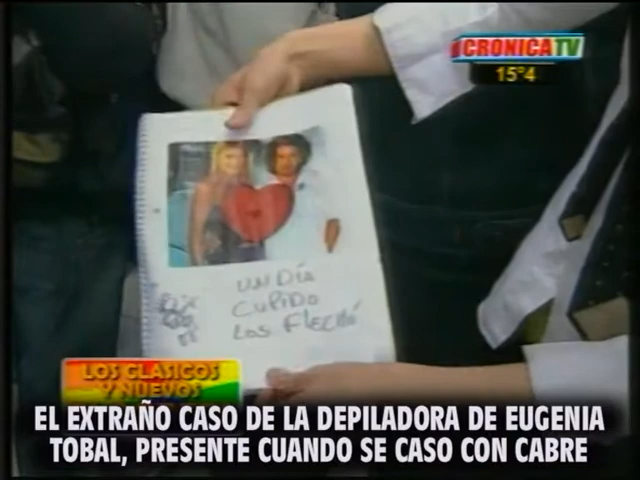 CRONICA TV
15°4
UN DÍA
CUPIDO
LOS FLECHÓ
LOS CLASICOS
Y NUEVOS
EL EXTRAÑO CASO DE LA DEPILADORA DE EUGENIA
TOBAL, PRESENTE CUANDO SE CASO CON CABRE